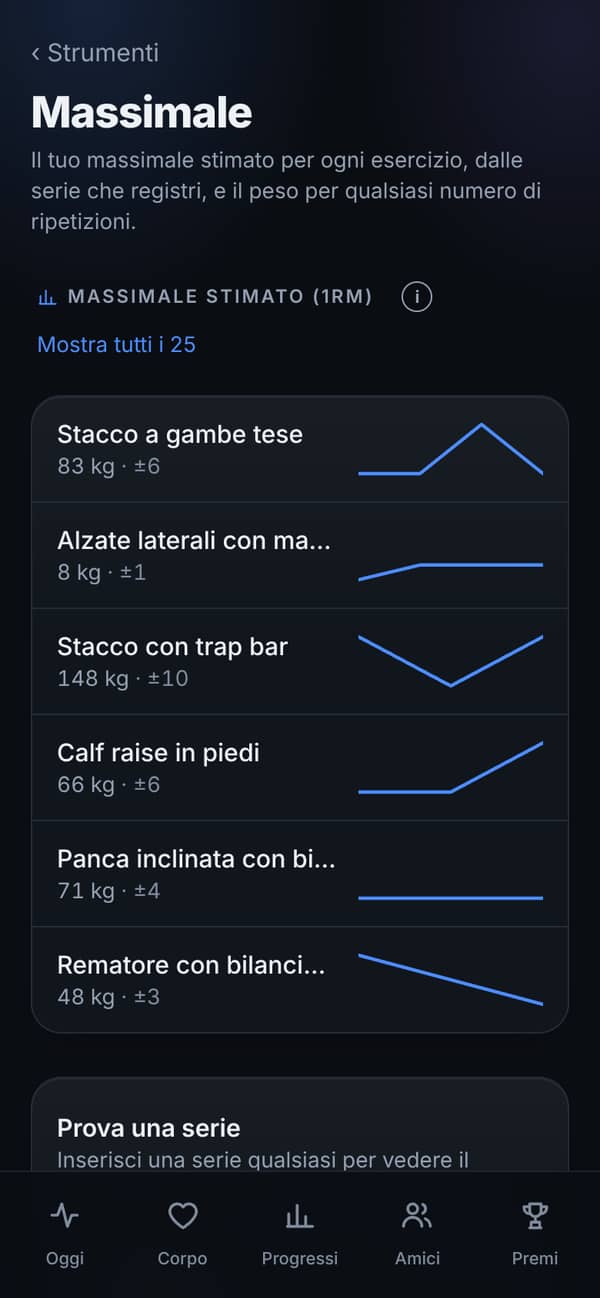 ‹ Strumenti
Massimale
Il tuo massimale stimato per ogni esercizio, dalle
serie che registri, e il peso per qualsiasi numero di
ripetizioni.
MASSIMALE STIMATO (1RM)
Mostra tutti i 25
Stacco a gambe tese
83 kg · ±6
Alzate laterali con ma…
8 kg · ±1
Stacco con trap bar
148 kg · ±10
Calf raise in piedi
66 kg · ±6
Panca inclinata con bi…
71 kg · ±4
Rematore con bilanci…
48 kg · ±3
Prova una serie
Inserisci una serie qualsiasi per vedere il
Oggi
Corpo
Progressi
Amici
Premi